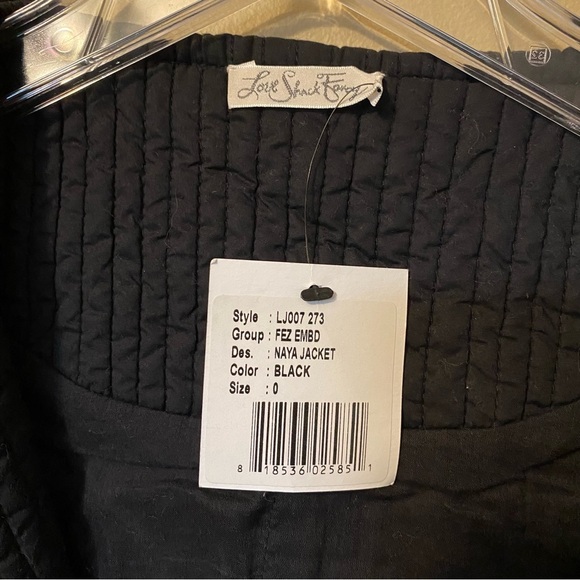 Love Shack Fancy
Style : LJ007 273
Group : FEZ EMBD
Des. : NAYA JACKET
Color : BLACK
Size : 0
8 18536 02585 1